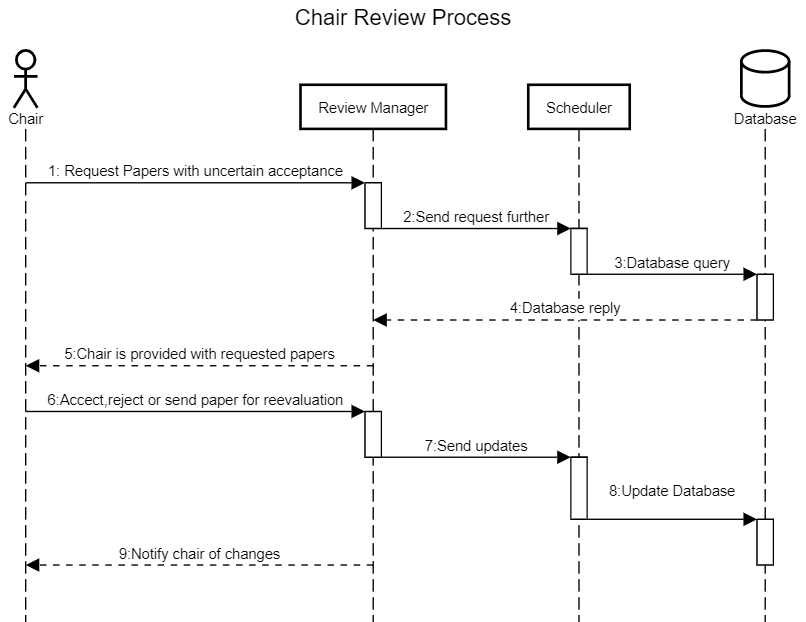 Chair Review Process
Chair
Review Manager
Scheduler
Database
1: Request Papers with uncertain acceptance
2:Send request further
3:Database query
4:Database reply
5:Chair is provided with requested papers
6:Accect,reject or send paper for reevaluation
7:Send updates
8:Update Database
9:Notify chair of changes